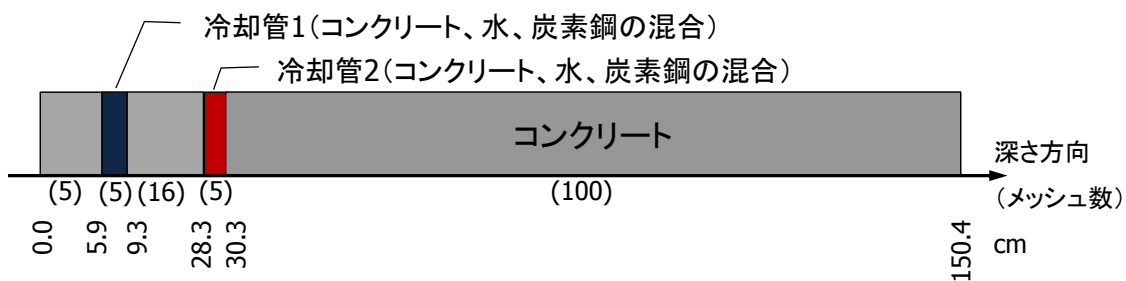 冷却管1(コンクリート、水、炭素鋼の混合)
冷却管2(コンクリート、水、炭素鋼の混合)
コンクリート
深さ方向
(メッシュ数)
(5) (5) (16) (5) (100)
0.0 5.9 9.3 28.3 30.3 150.4 cm